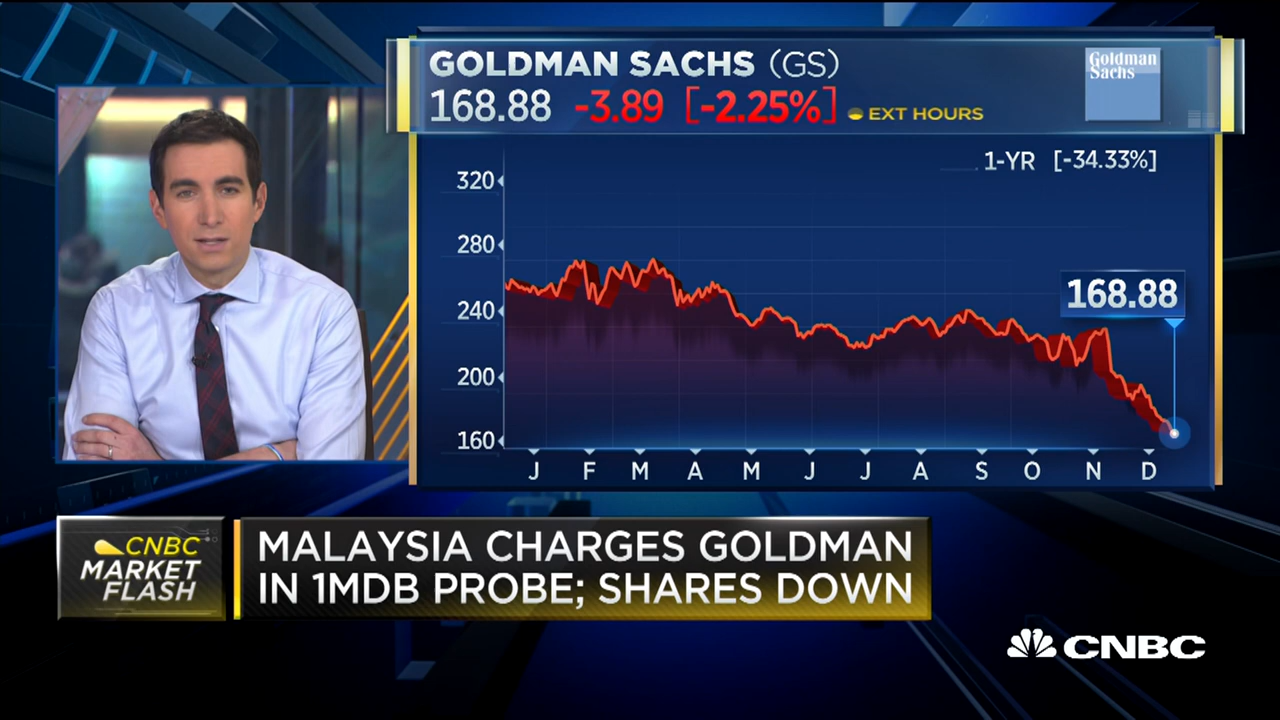 GOLDMAN SACHS (GS)
168.88 -3.89 [-2.25%] EXT HOURS
Goldman
Sachs
1-YR [-34.33%]
320
280
240
200
160
168.88
J F M A M J J A S O N D
CNBC
MARKET
FLASH
MALAYSIA CHARGES GOLDMAN
IN 1MDB PROBE; SHARES DOWN
CNBC